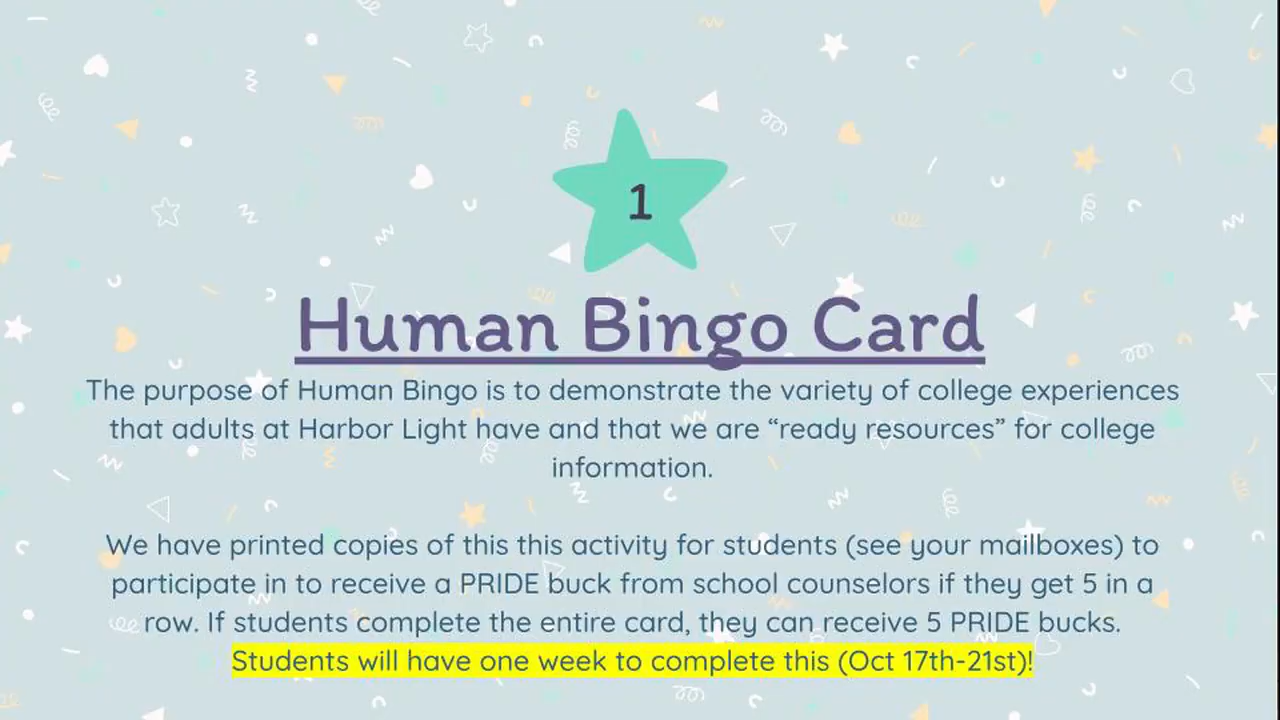 1
Human Bingo Card
The purpose of Human Bingo is to demonstrate the variety of college experiences
that adults at Harbor Light have and that we are “ready resources” for college
information.
We have printed copies of this this activity for students (see your mailboxes) to
participate in to receive a PRIDE buck from school counselors if they get 5 in a
row. If students complete the entire card, they can receive 5 PRIDE bucks.
Students will have one week to complete this (Oct 17th-21st)!